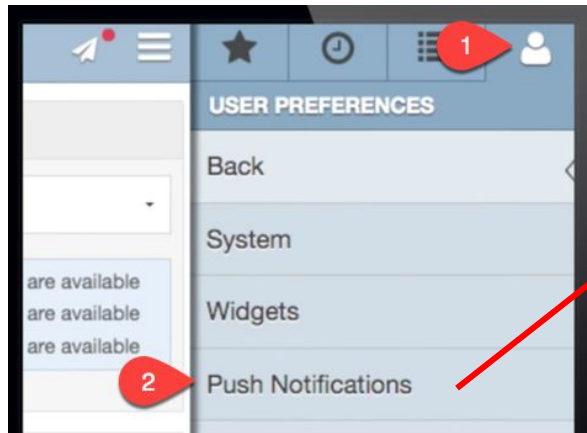 1
USER PREFERENCES
Back
System
are available
are available
are available
Widgets
2
Push Notifications